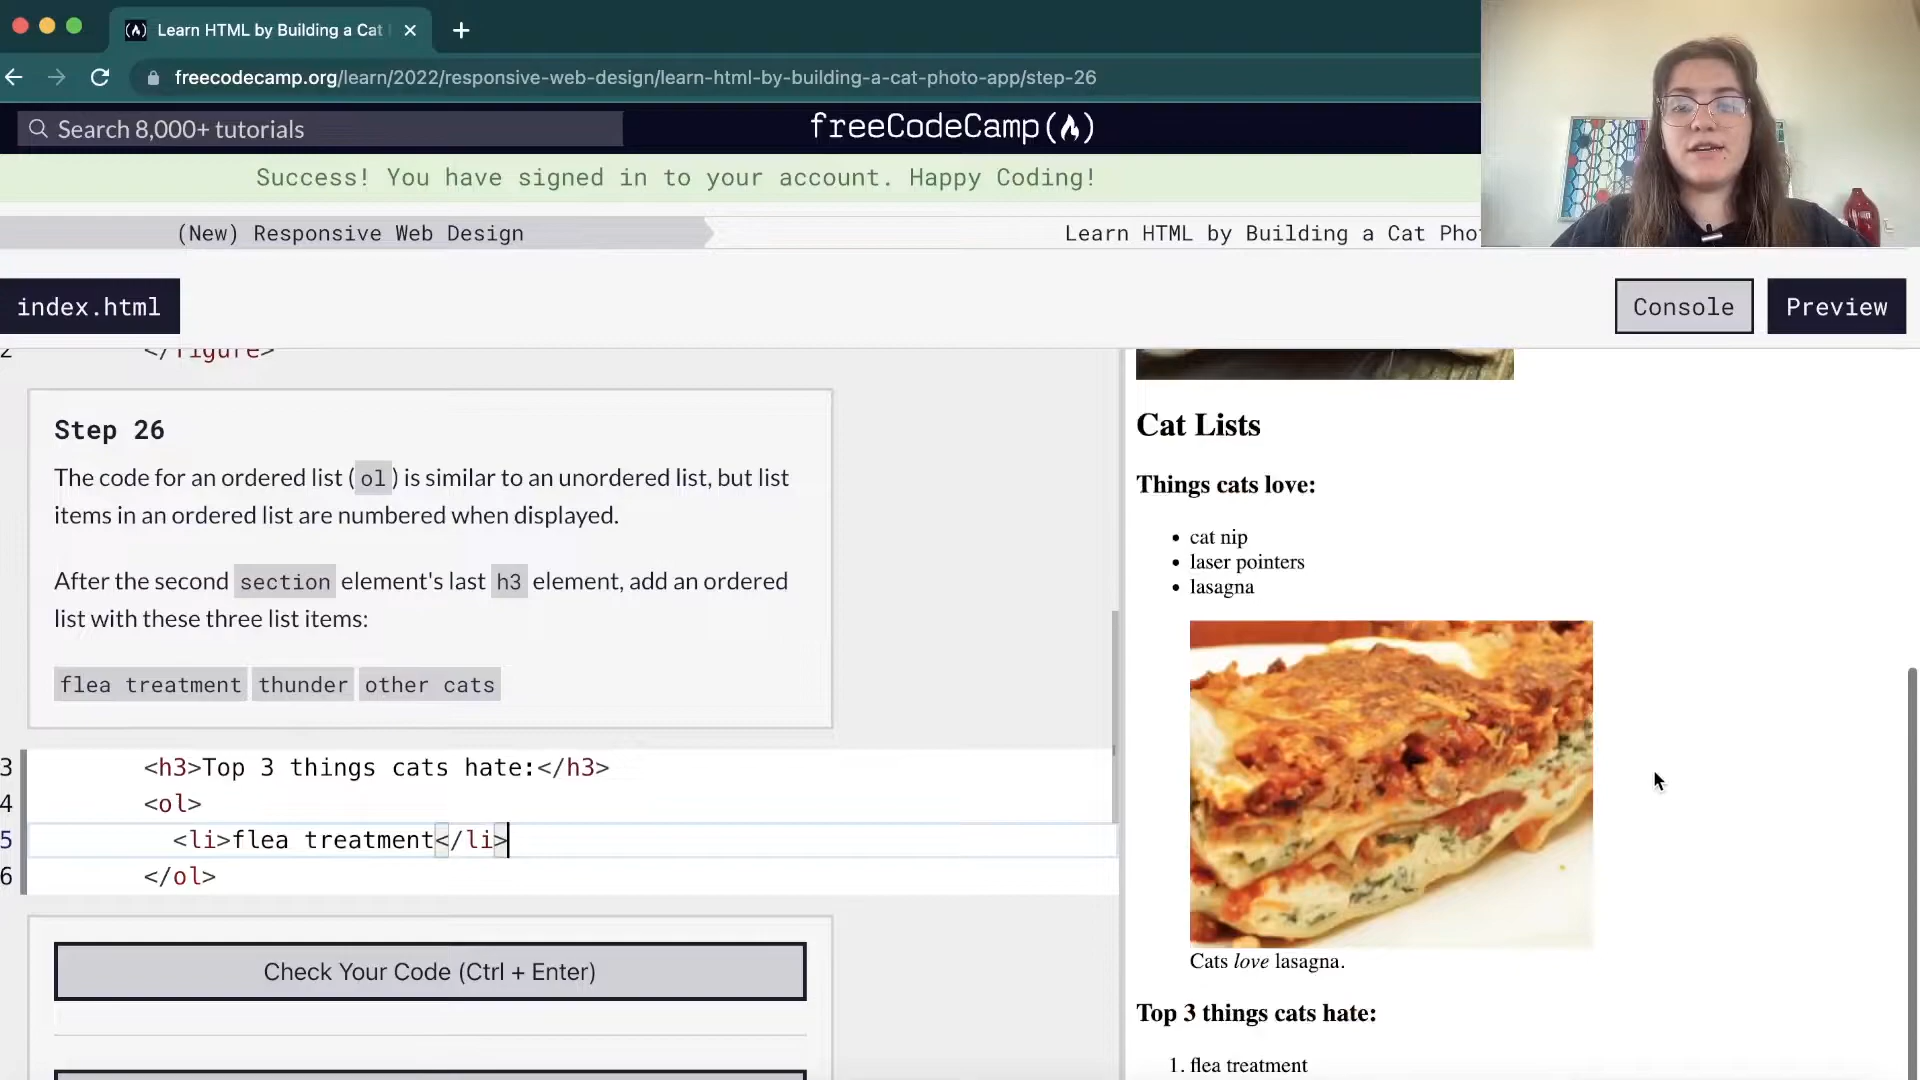 Learn HTML by Building a Cat
freecodecamp.org/learn/2022/responsive-web-design/learn-html-by-building-a-cat-photo-app/step-26
Search 8,000+ tutorials
freeCodeCamp
Success! You have signed in to your account. Happy Coding!
(New) Responsive Web Design
Learn HTML by Building a Cat Pho
index.html
Console
Preview
2 </figure>
Step 26
The code for an ordered list (ol) is similar to an unordered list, but list
items in an ordered list are numbered when displayed.
After the second section element's last h3 element, add an ordered
list with these three list items:
flea treatment thunder other cats
3 <h3>Top 3 things cats hate:</h3>
4 <ol>
5 <li>flea treatment</li>
6 </ol>
Check Your Code (Ctrl + Enter)
Cat Lists
Things cats love:
• cat nip
• laser pointers
• lasagna
Cats love lasagna.
Top 3 things cats hate:
1. flea treatment